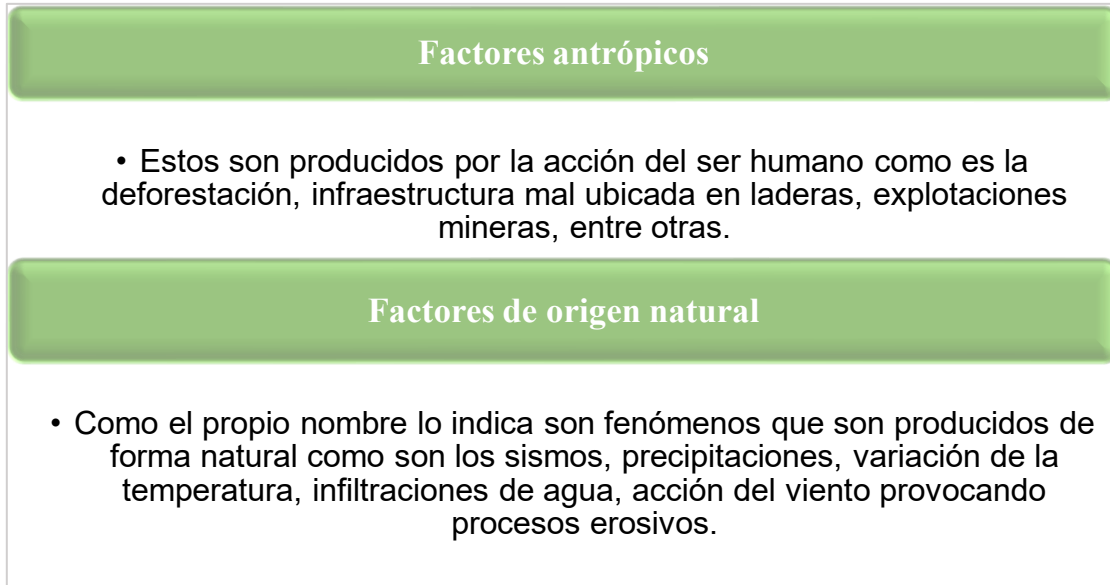 Factores antrópicos
• Estos son producidos por la acción del ser humano como es la
deforestación, infraestructura mal ubicada en laderas, explotaciones
mineras, entre otras.
Factores de origen natural
• Como el propio nombre lo indica son fenómenos que son producidos de
forma natural como son los sismos, precipitaciones, variación de la
temperatura, infiltraciones de agua, acción del viento provocando
procesos erosivos.